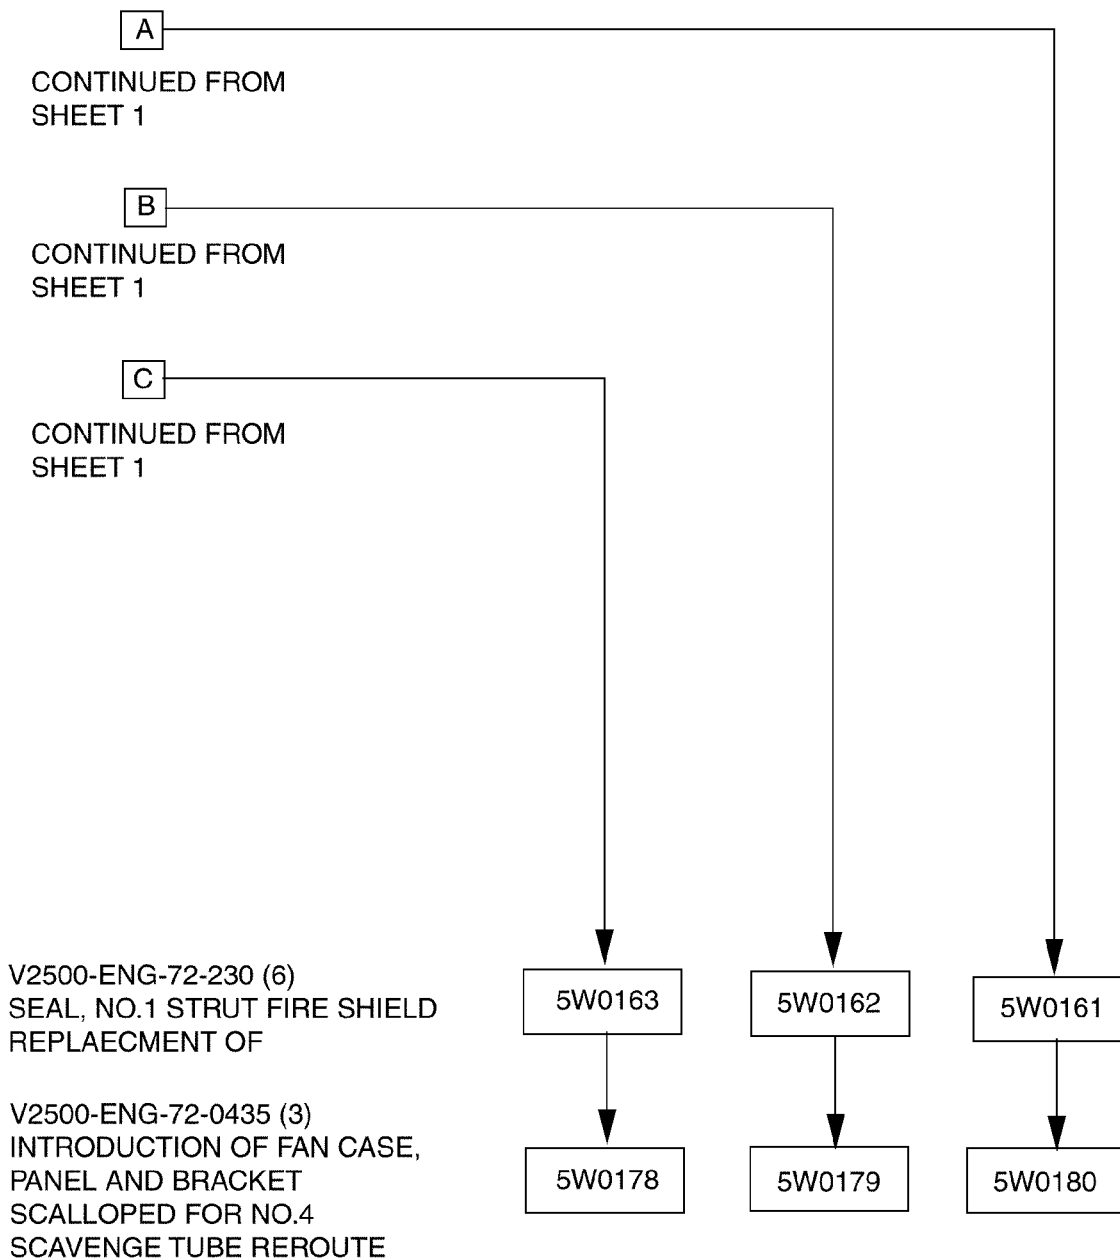 A
CONTINUED FROM
SHEET 1
B
CONTINUED FROM
SHEET 1
C
CONTINUED FROM
SHEET 1
V2500-ENG-72-230 (6)
SEAL, NO.1 STRUT FIRE SHIELD
REPLAECMENT OF
5W0163
5W0162
5W0161
V2500-ENG-72-0435 (3)
INTRODUCTION OF FAN CASE,
PANEL AND BRACKET
SCALLOPED FOR NO.4
SCAVENGE TUBE REROUTE
5W0178
5W0179
5W0180